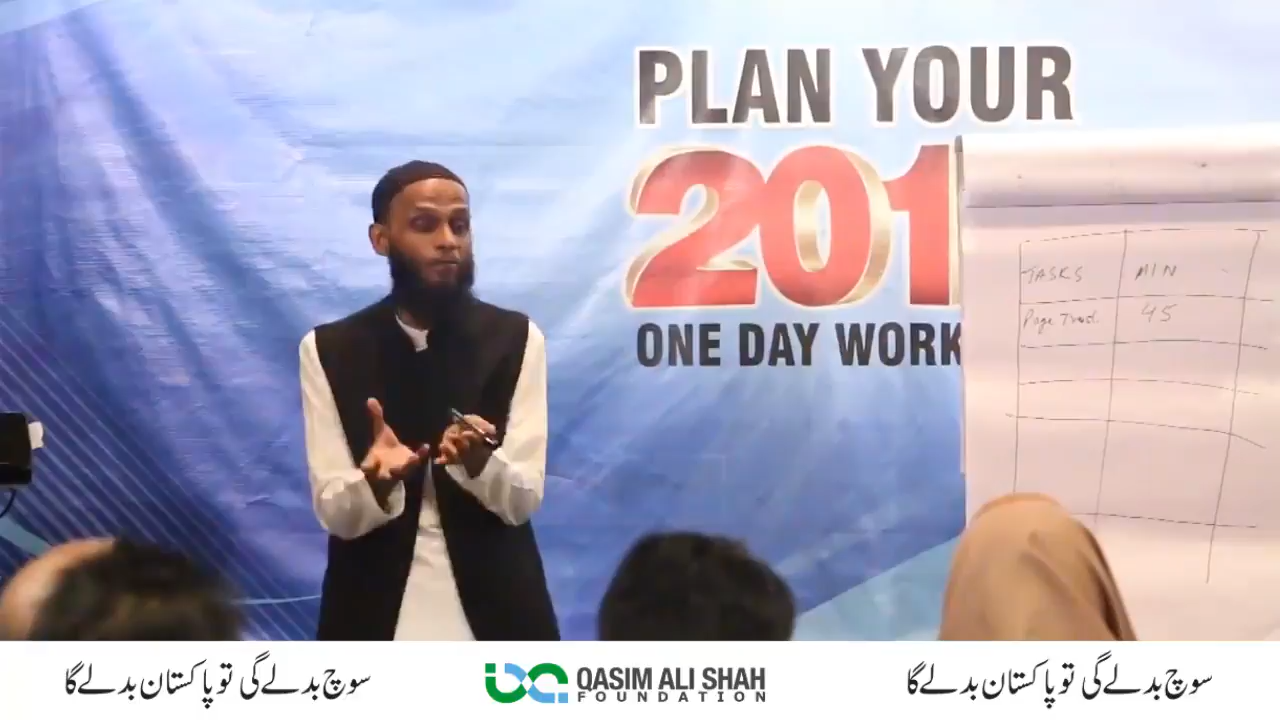 PLAN YOUR
201
ONE DAY WORK
TASKS MIN
Page 45
سوچ بدلے گی تو پاکستان بدلے گا
QASIM ALI SHAH
FOUNDATION
سوچ بدلے گی تو پاکستان بدلے گا